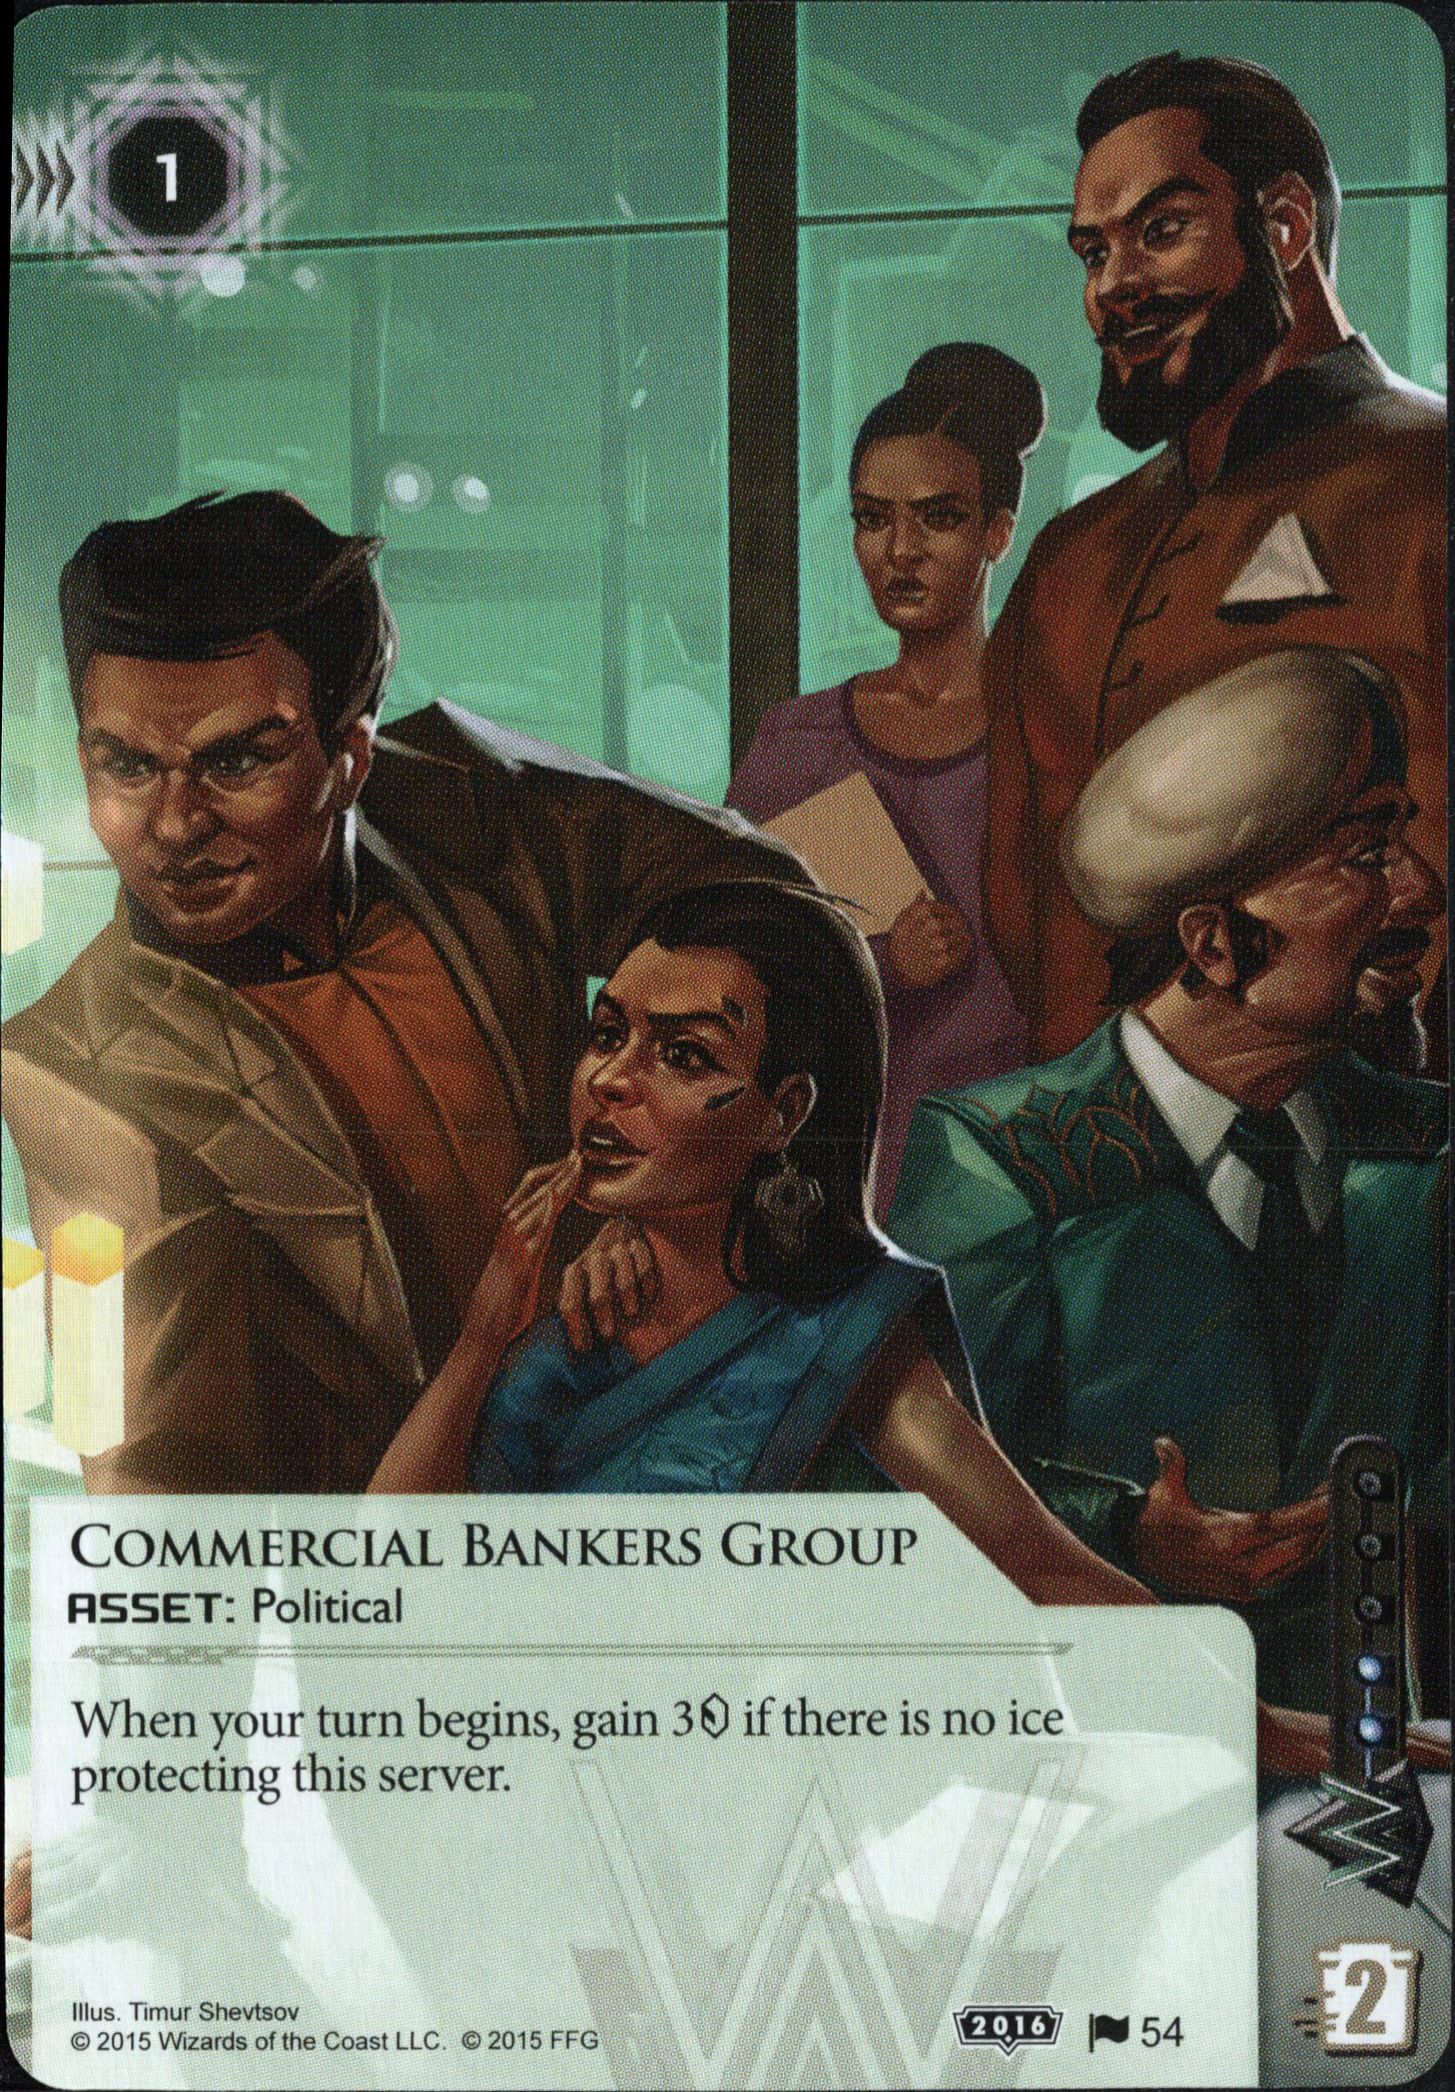 1
COMMERCIAL BANKERS GROUP
ASSET: Political
When your turn begins, gain 3 if there is no ice
protecting this server.
Illus. Timur Shevtsov
© 2015 Wizards of the Coast LLC. © 2015 FFG
2016
54
2